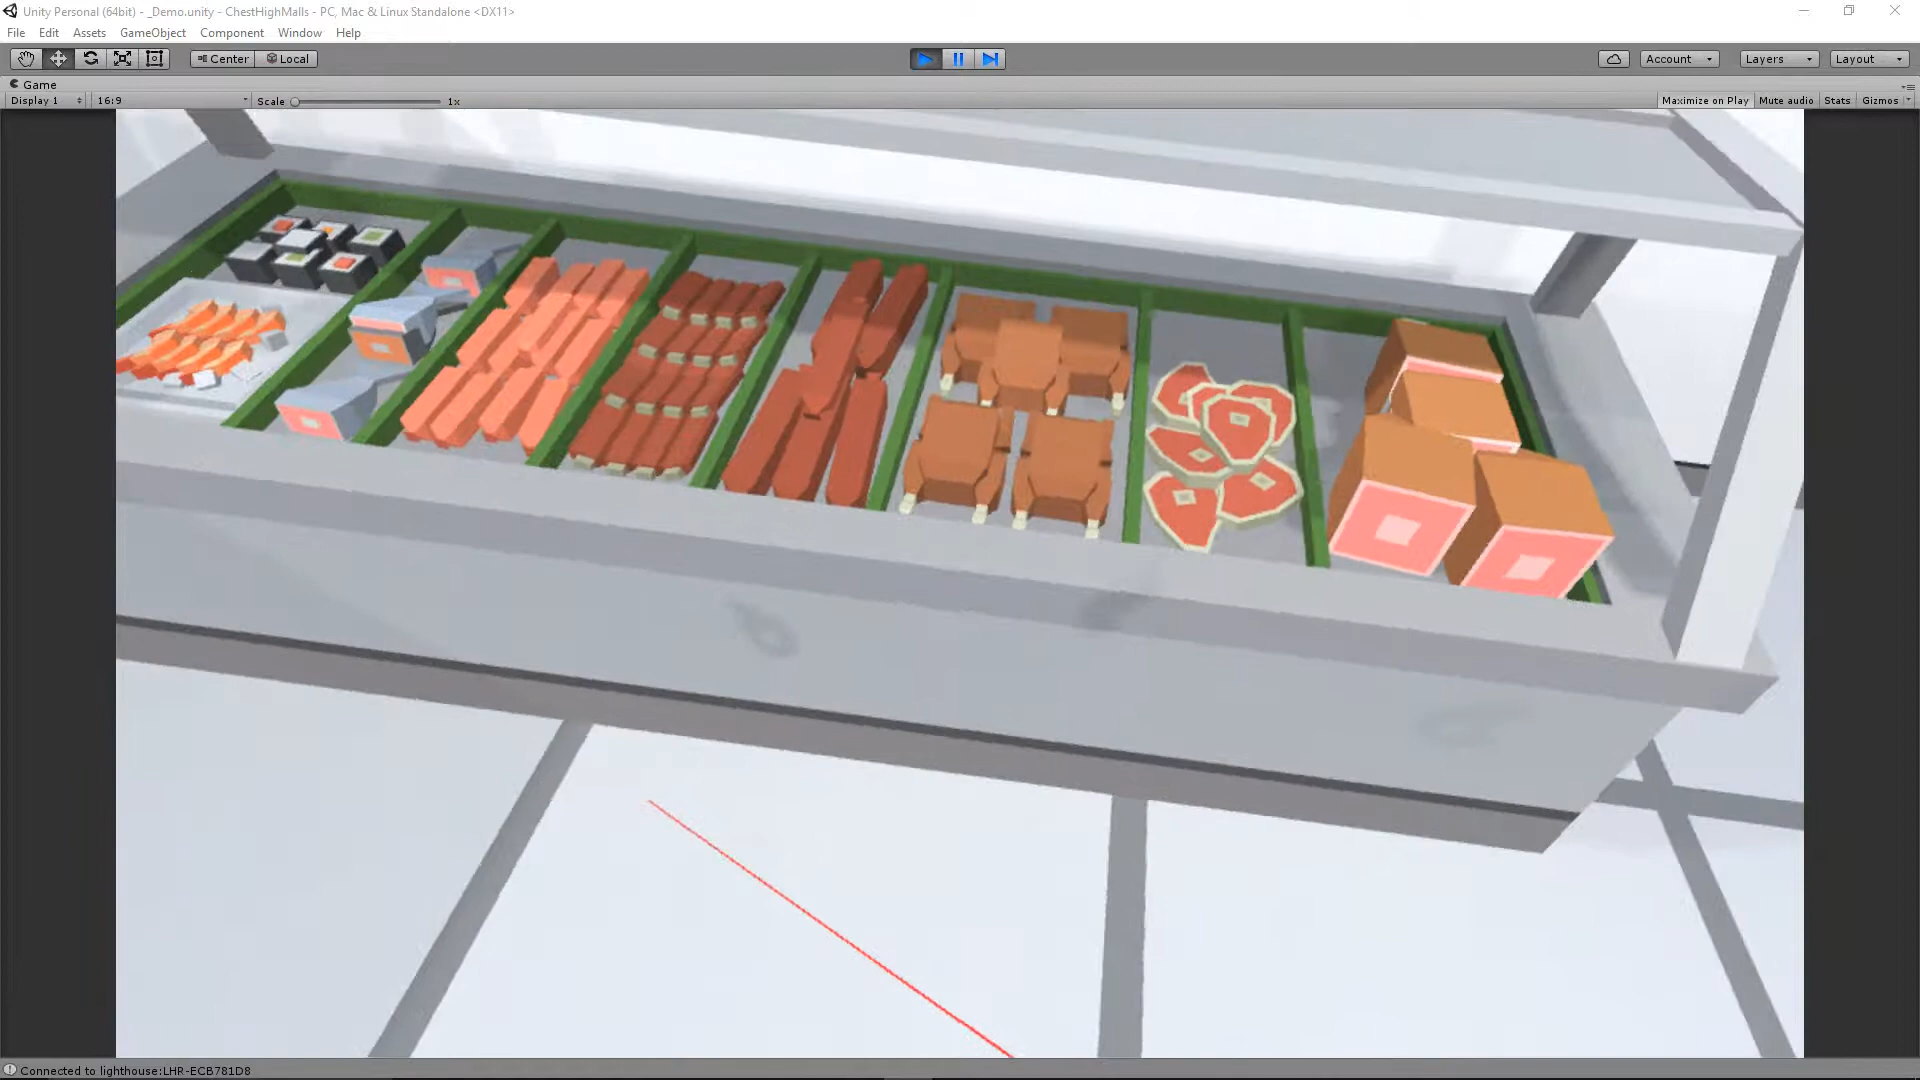 Unity Personal (64bit) - _Demo.unity - ChestHighMalls - PC, Mac & Linux Standalone <DX11>
File Edit Assets GameObject Component Window Help
Center Local Account Layers Layout
Game
Display 1 16:9 Scale 1x Maximize on Play Mute audio Stats Gizmos
Connected to lighthouse:LHR-ECB781D8